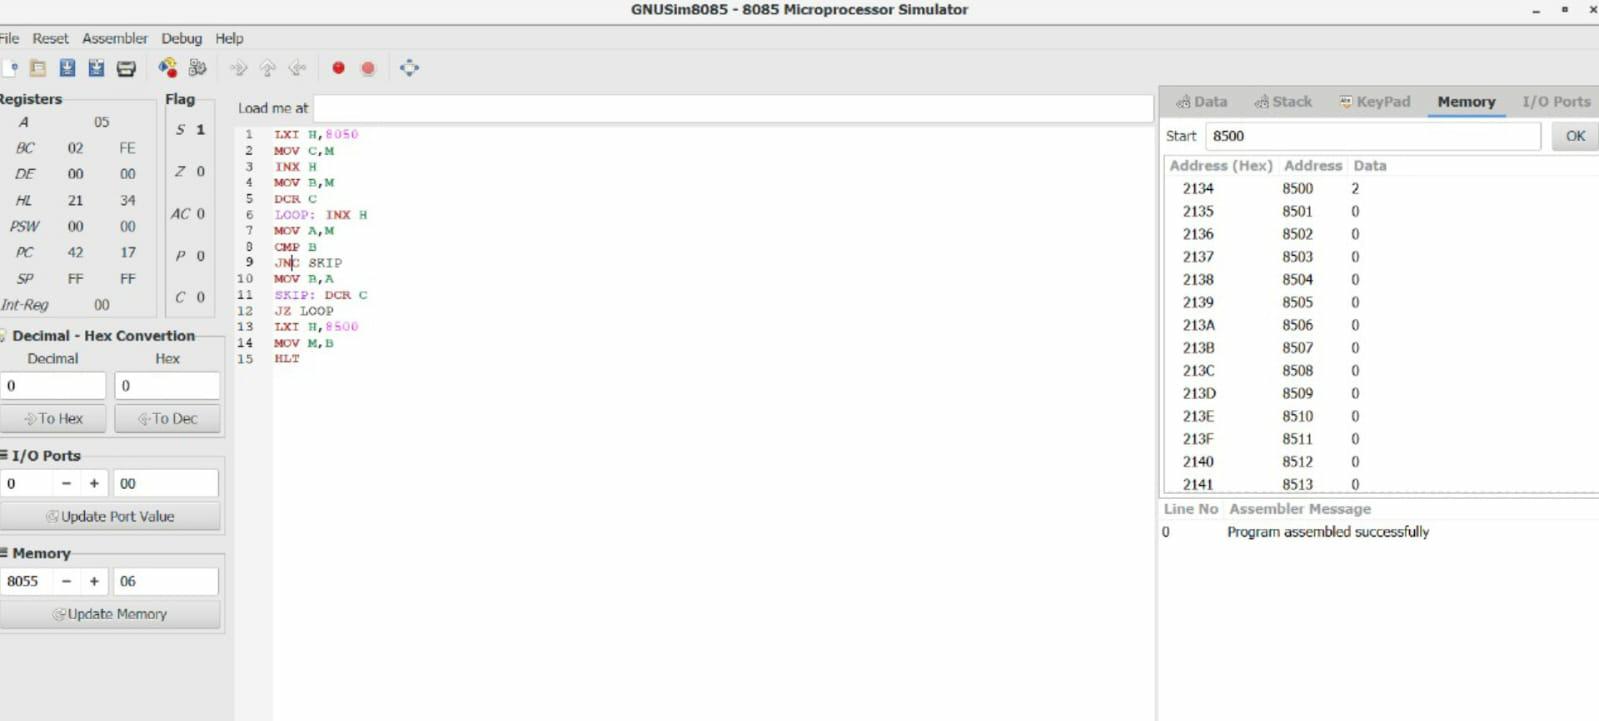 GNUSim8085 - 8085 Microprocessor Simulator
File Reset Assembler Debug Help
Registers
A 05
BC 02 FE
DE 00 00
HL 21 34
PSW 00 00
PC 42 17
SP FF FF
Int-Reg 00
Flag
S 1
Z 0
AC 0
P 0
C 0
Decimal - Hex Convertion
Decimal Hex
0 0
To Hex To Dec
I/O Ports
0 - + 00
Update Port Value
Memory
8055 - + 06
Update Memory
Load me at
1 LXI H,8050
2 MOV C,M
3 INX H
4 MOV B,M
5 DCR C
6 LOOP: INX H
7 MOV A,M
8 CMP B
9 JNC SKIP
10 MOV B,A
11 SKIP: DCR C
12 JZ LOOP
13 LXI H,8500
14 MOV M,B
15 HLT
Data Stack KeyPad Memory I/O Ports
Start 8500 OK
Address (Hex) Address Data
2134 8500 2
2135 8501 0
2136 8502 0
2137 8503 0
2138 8504 0
2139 8505 0
213A 8506 0
213B 8507 0
213C 8508 0
213D 8509 0
213E 8510 0
213F 8511 0
2140 8512 0
2141 8513 0
Line No Assembler Message
0 Program assembled successfully